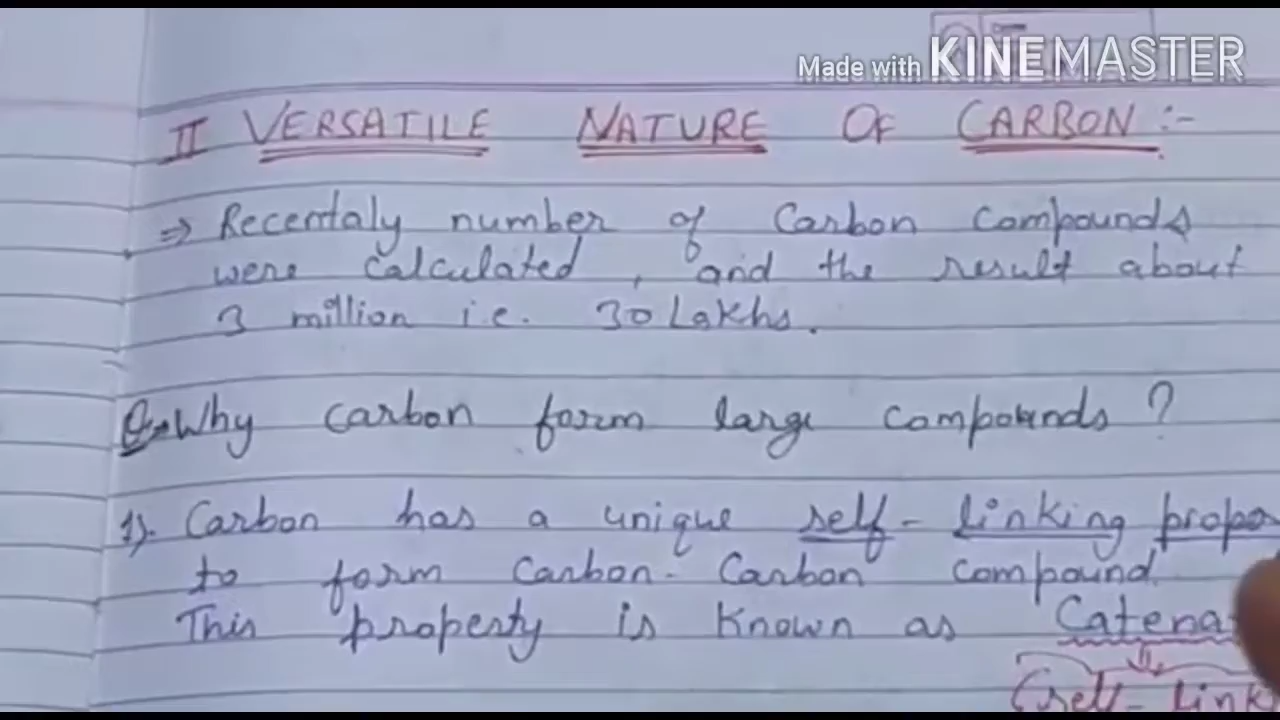 Made with KINEMASTER
II VERSATILE NATURE OF CARBON :-
⇒ Recentaly number of Carbon Compounds
were calculated , and the result about
3 million i.e. 30 Lakhs.
Q→ Why carbon form large compounds ?
1). Carbon has a unique self - linking
to form Carbon - Carbon compound.
This property is known as
(self - Link